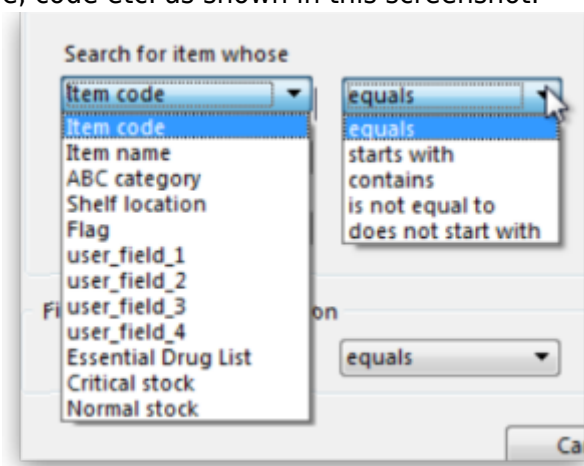 e, code etc. as shown in this screenshot:
Search for item whose
Item code
equals
Item code
Item name
ABC category
Shelf location
Flag
user_field_1
user_field_2
user_field_3
user_field_4
Essential Drug List
Critical stock
Normal stock
equals
starts with
contains
is not equal to
does not start with
Fi
on
equals
Ca